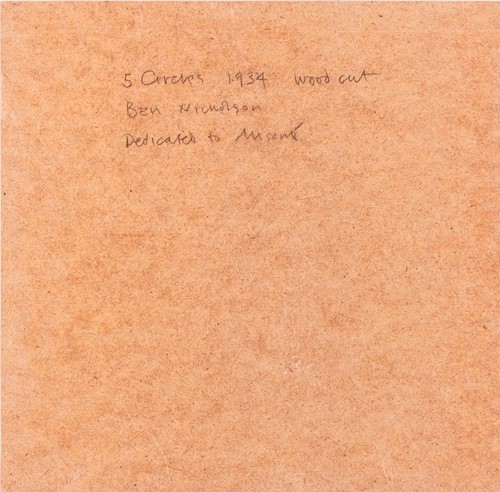 5 Circles 1934 wood cut
Ben Nicholson
Dedicated to